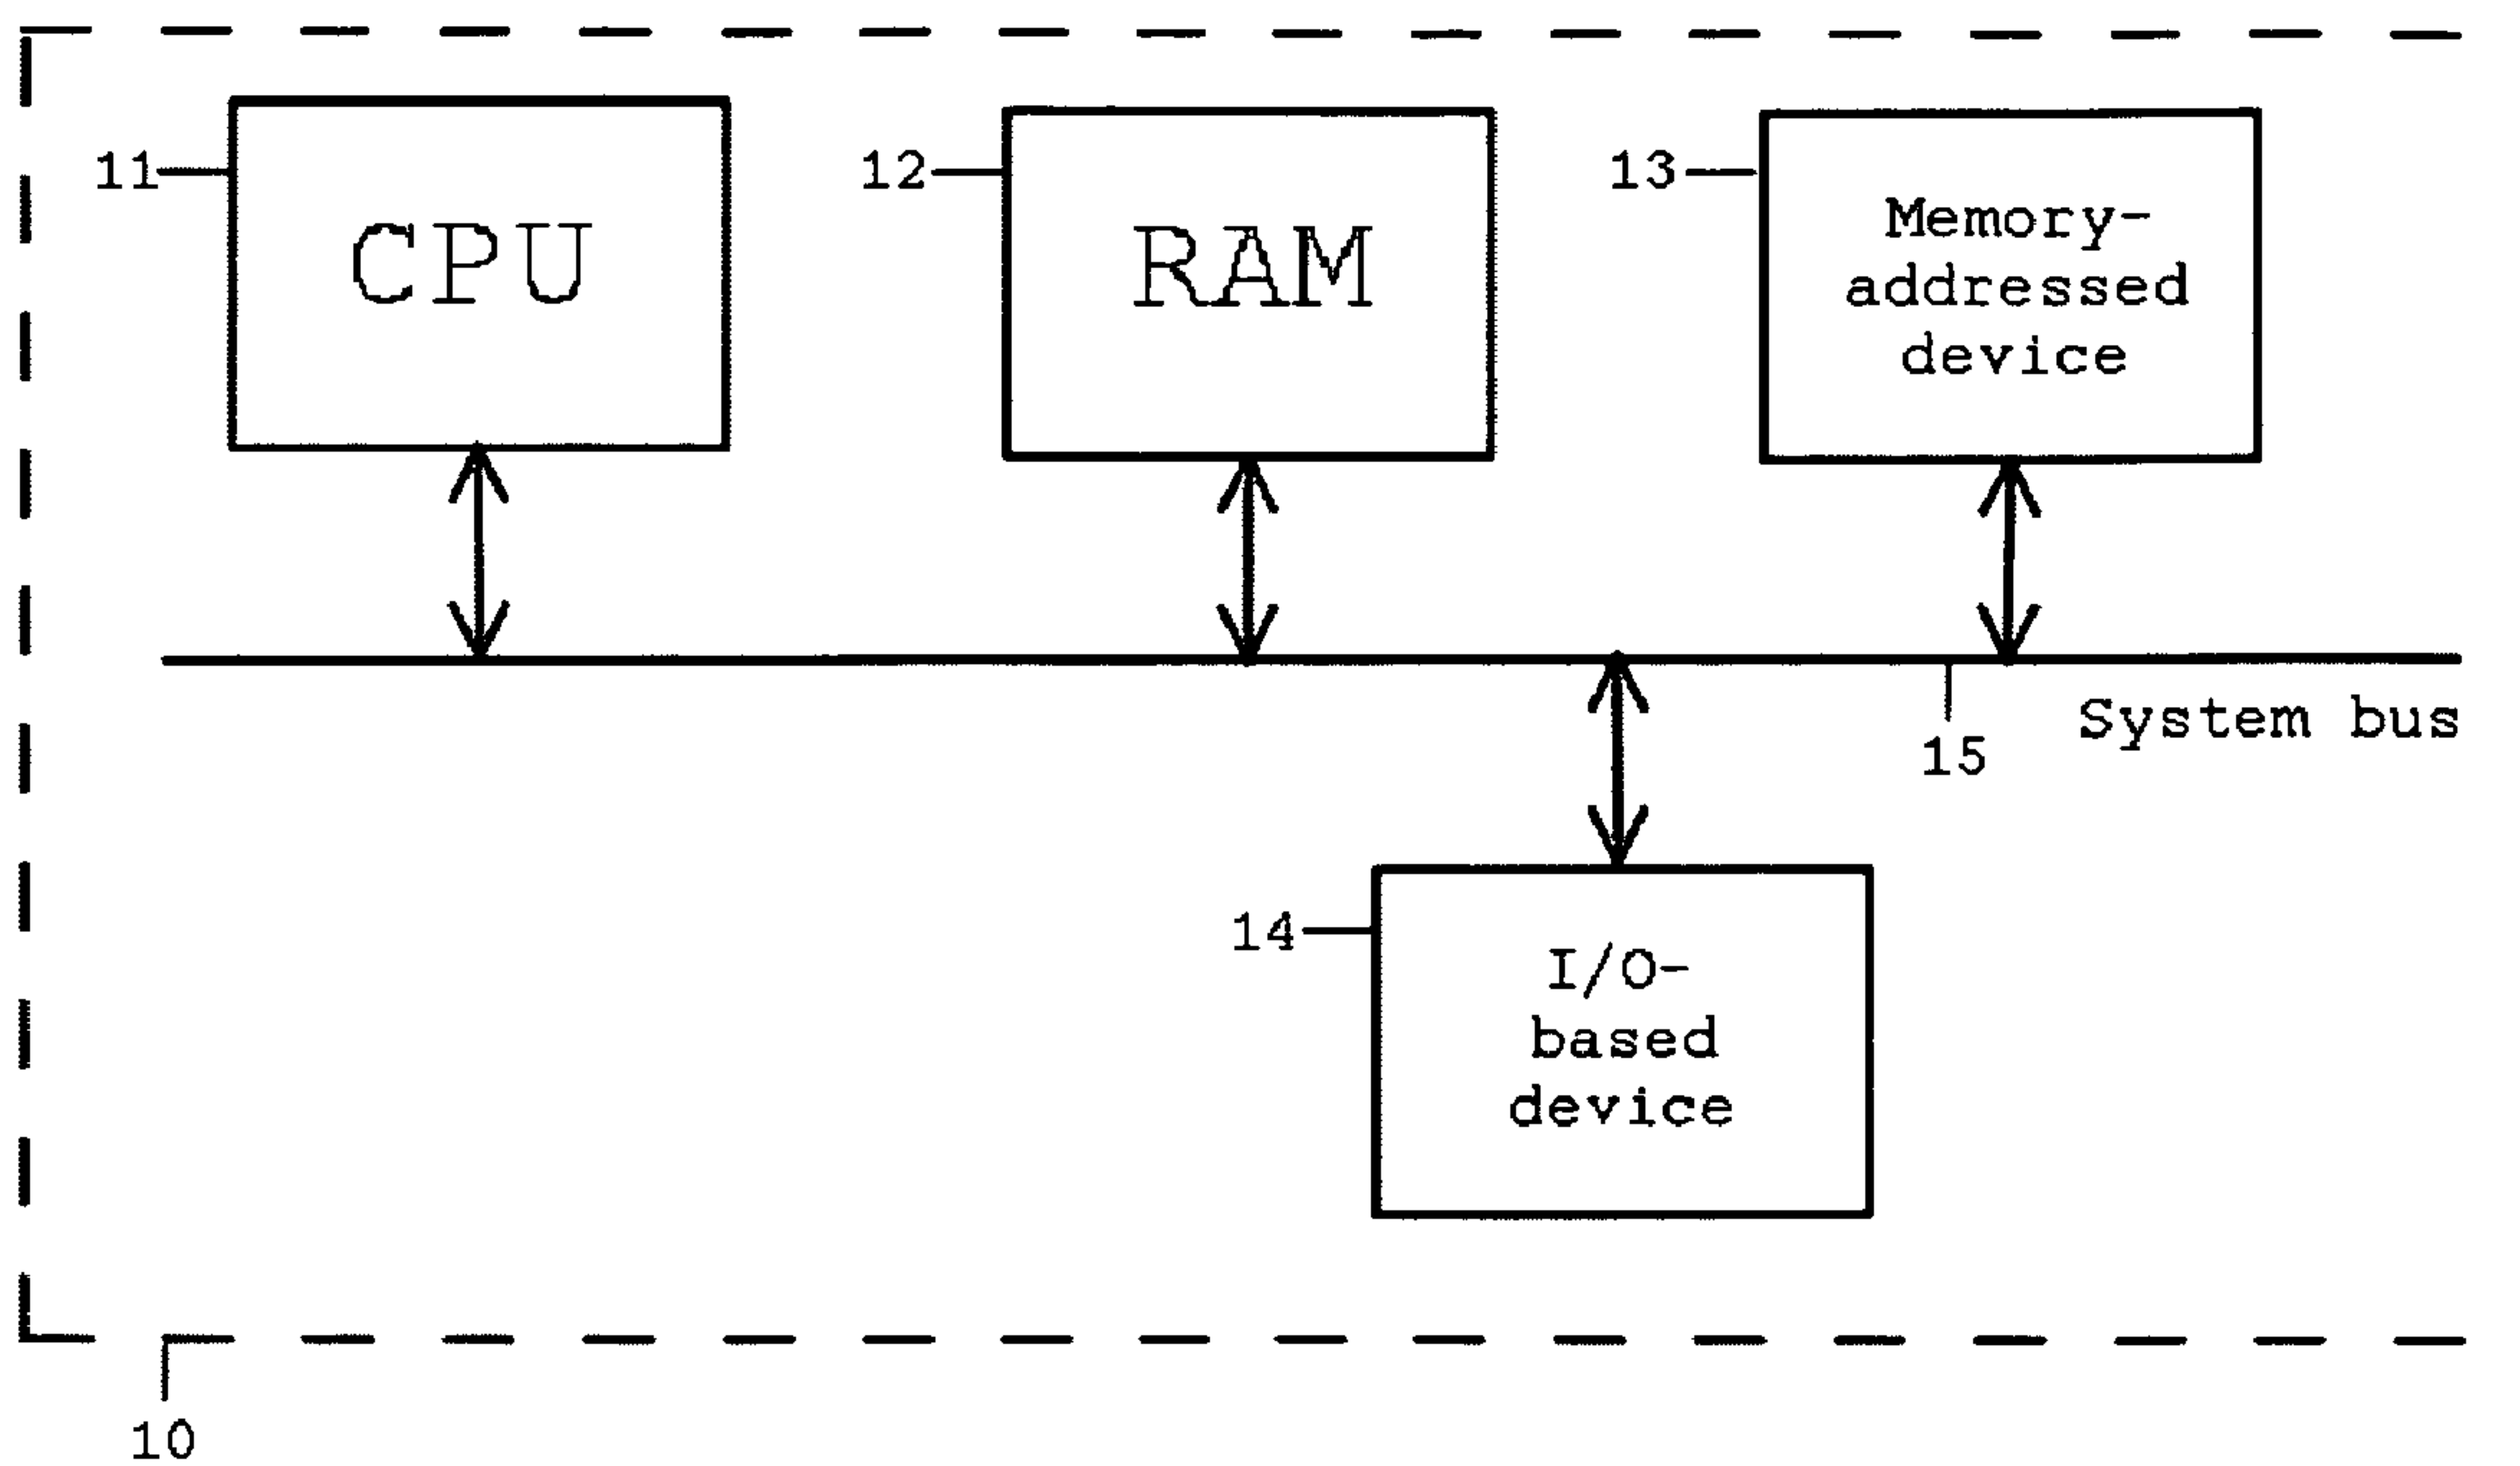 11
CPU
12
RAM
13
Memory-
addressed
device
System bus
15
14
I/O-
based
device
10